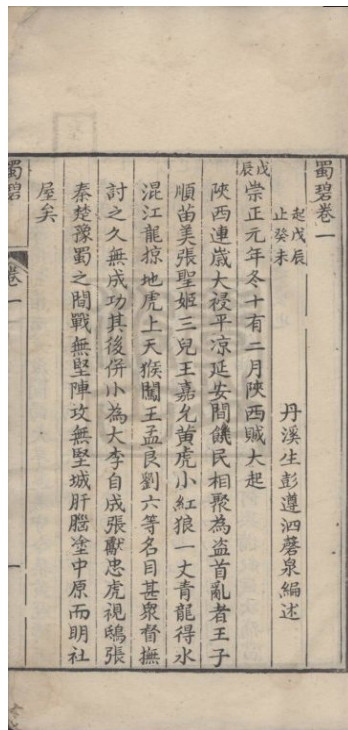 蜀碧卷一
起戊辰
止癸未
丹溪生彭遵泗磬泉編述
戊辰崇正元年冬十有二月陝西賊大起
陝西連歲大祲平凉延安間饑民相聚為盗首亂者王子
順苗美張聖姬三兒王嘉允黃虎小紅狼一丈青龍得水
混江龍掠地虎上天猴闖王孟良劉六等名目甚衆督撫
討之久無成功其後併小為大李自成張獻忠虎視鴟張
秦楚豫蜀之間戰無堅陣攻無堅城肝腦塗中原而明社
屋矣
蜀碧
卷一
一